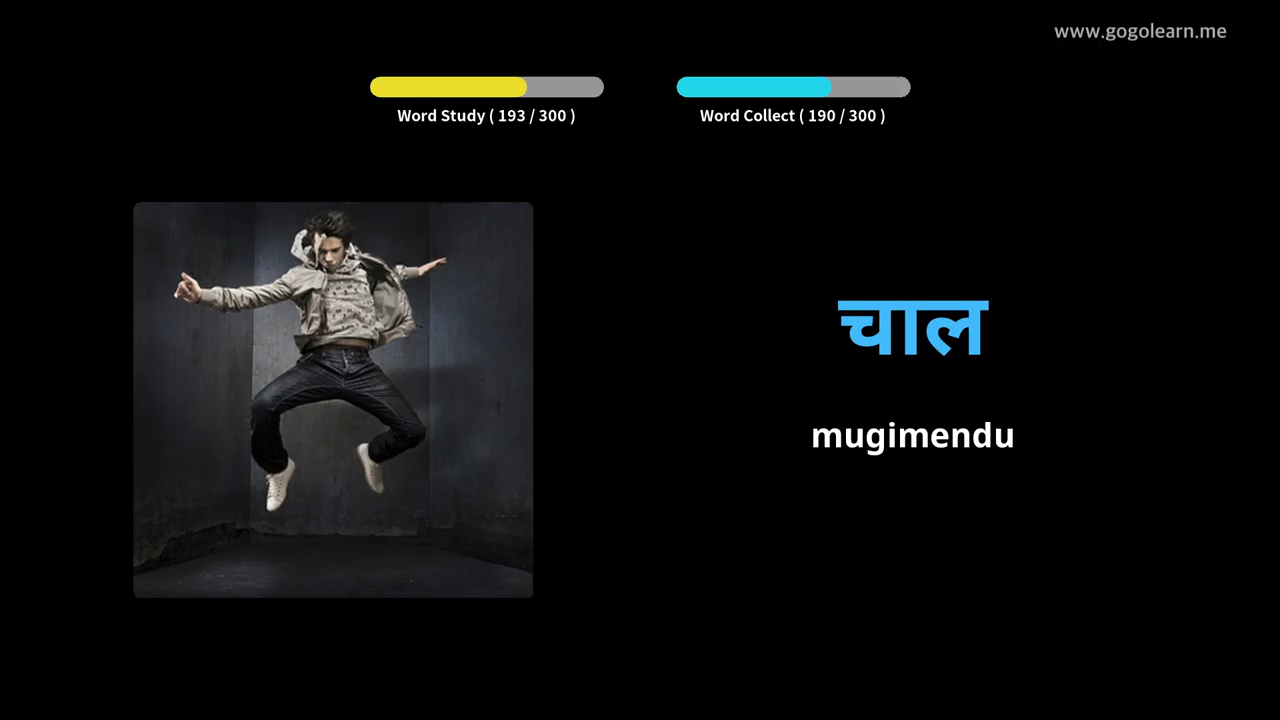 www.gogolearn.me
Word Study ( 193 / 300 )
Word Collect ( 190 / 300 )
चाल
mugimendu